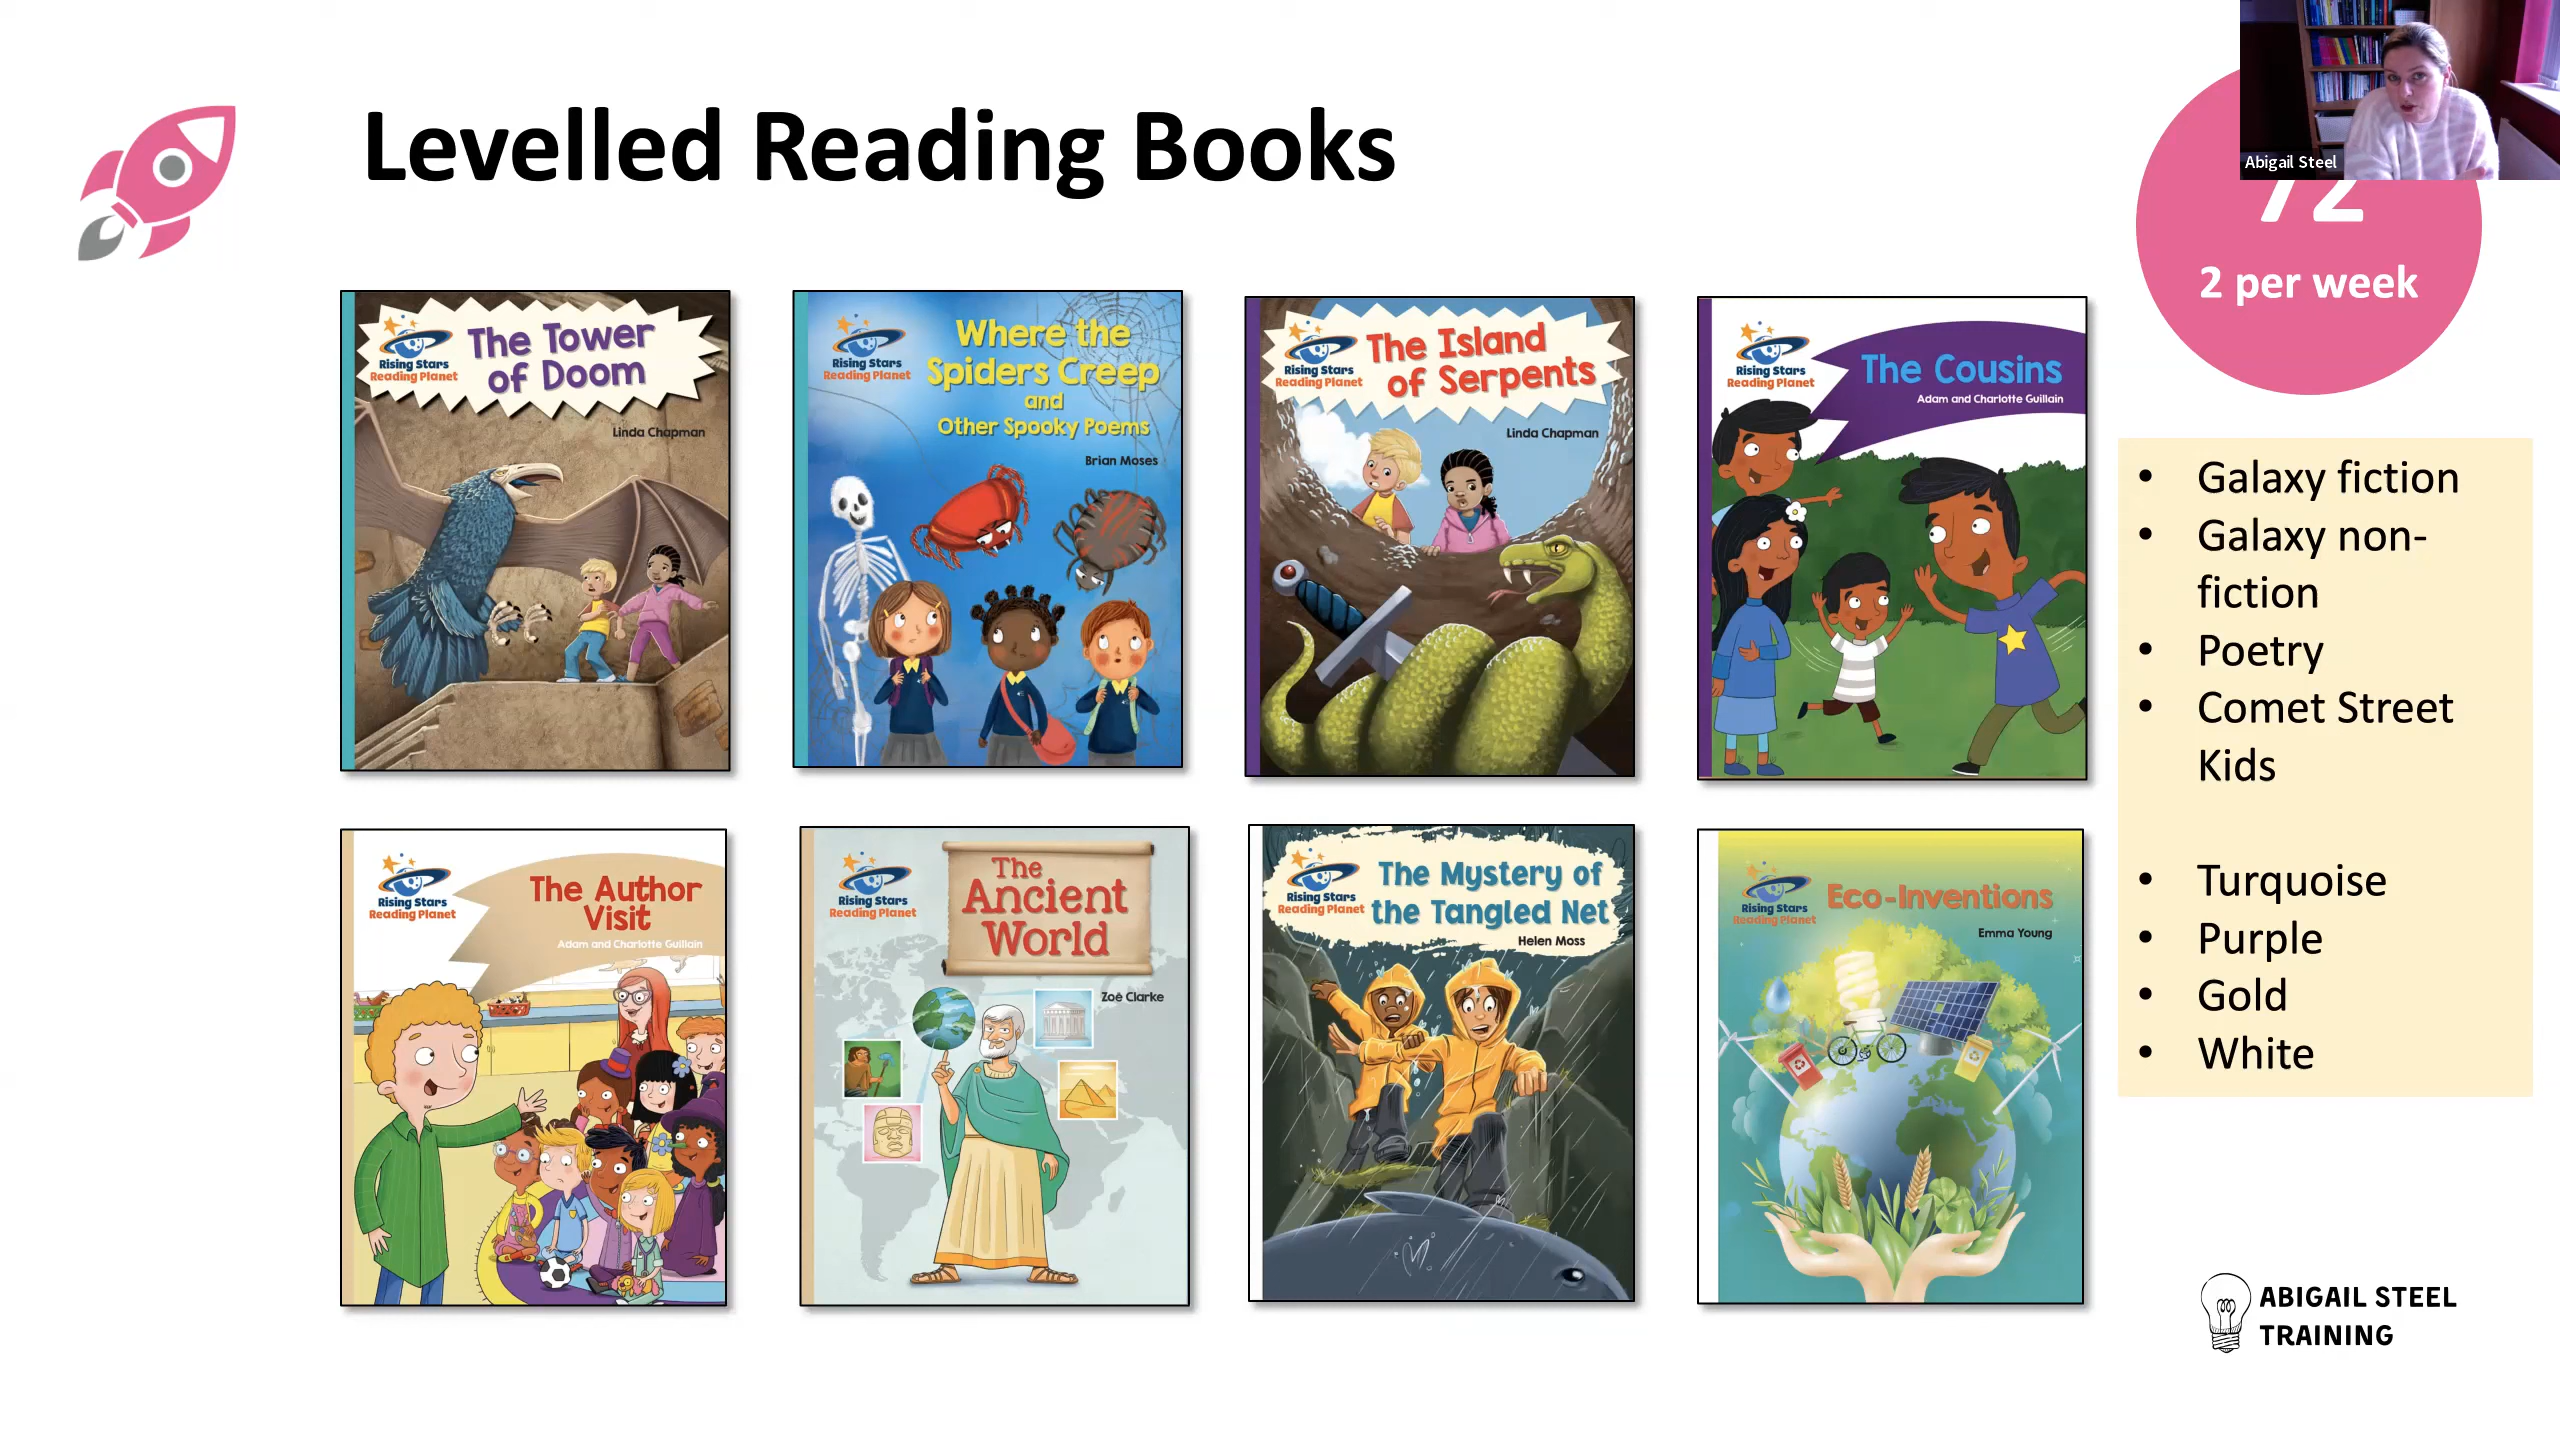 Levelled Reading Books
Abigail Steel
72
2 per week
Rising Stars
Reading Planet
The Tower
of Doom
Linda Chapman
Rising Stars
Reading Planet
Where the
Spiders Creep
and
Other Spooky Poems
Brian Moses
Rising Stars
Reading Planet
The Island
of Serpents
Linda Chapman
Rising Stars
Reading Planet
The Cousins
Adam and Charlotte Guillain
Rising Stars
Reading Planet
The Author
Visit
Adam and Charlotte Guillain
Rising Stars
Reading Planet
The
Ancient
World
Zoë Clarke
Rising Stars
Reading Planet
The Mystery of
the Tangled Net
Helen Moss
Rising Stars
Reading Planet
Eco-Inventions
Emma Young
• Galaxy fiction
• Galaxy non-
fiction
• Poetry
• Comet Street
Kids
• Turquoise
• Purple
• Gold
• White
ABIGAIL STEEL
TRAINING